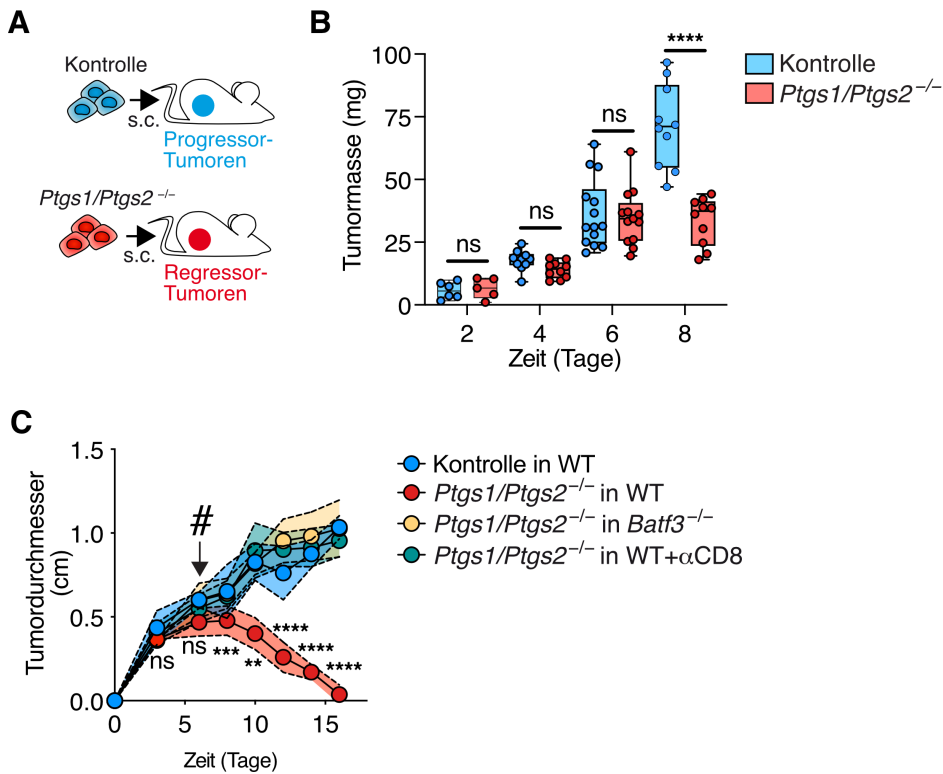 A
Kontrolle
s.c.
Progressor-
Tumoren
Ptgs1/Ptgs2 –/–
s.c.
Regressor-
Tumoren
B
Tumormasse (mg)
100
75
50
25
0
ns
ns
ns
****
2 4 6 8
Zeit (Tage)
Kontrolle
Ptgs1/Ptgs2–/–
C
Tumordurchmesser
(cm)
1.5
1.0
0.5
0.0
#
ns
ns
***
**
****
****
****
0 5 10 15
Zeit (Tage)
Kontrolle in WT
Ptgs1/Ptgs2–/– in WT
Ptgs1/Ptgs2–/– in Batf3–/–
Ptgs1/Ptgs2–/– in WT+αCD8